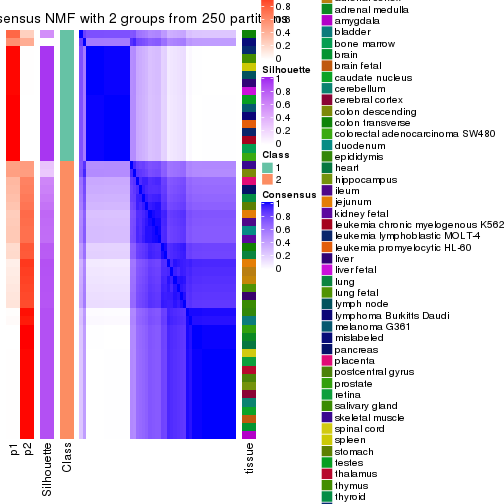 sensus NMF with 2 groups from 250 partitions
p1
p2
Silhouette
Class
tissue
0.8
0.6
0.4
0.2
0
Silhouette
1
0.8
0.6
0.4
0.2
0
Class
1
2
Consensus
1
0.8
0.6
0.4
0.2
0
adrenal medulla
amygdala
bladder
bone marrow
brain
brain fetal
caudate nucleus
cerebellum
cerebral cortex
colon descending
colon transverse
colorectal adenocarcinoma SW480
duodenum
epididymis
heart
hippocampus
ileum
jejunum
kidney fetal
leukemia chronic myelogenous K562
leukemia lymphoblastic MOLT-4
leukemia promyelocytic HL-60
liver
liver fetal
lung
lung fetal
lymph node
lymphoma Burkitts Daudi
melanoma G361
mislabeled
pancreas
placenta
postcentral gyrus
prostate
retina
salivary gland
skeletal muscle
spinal cord
spleen
stomach
testes
thalamus
thymus
thyroid